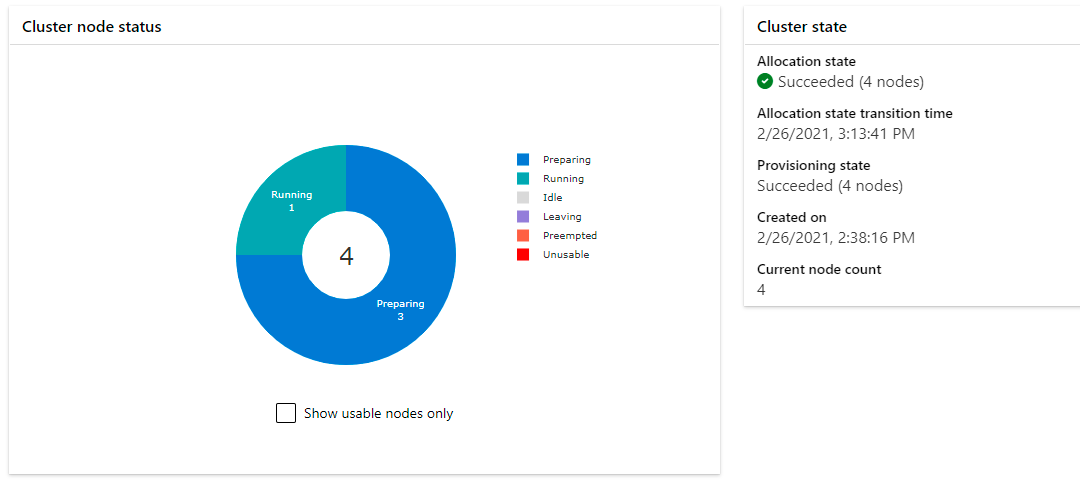 Cluster node status
Running
1
4
Preparing
3
Preparing
Running
Idle
Leaving
Preempted
Unusable
Show usable nodes only
Cluster state
Allocation state
Succeeded (4 nodes)
Allocation state transition time
2/26/2021, 3:13:41 PM
Provisioning state
Succeeded (4 nodes)
Created on
2/26/2021, 2:38:16 PM
Current node count
4